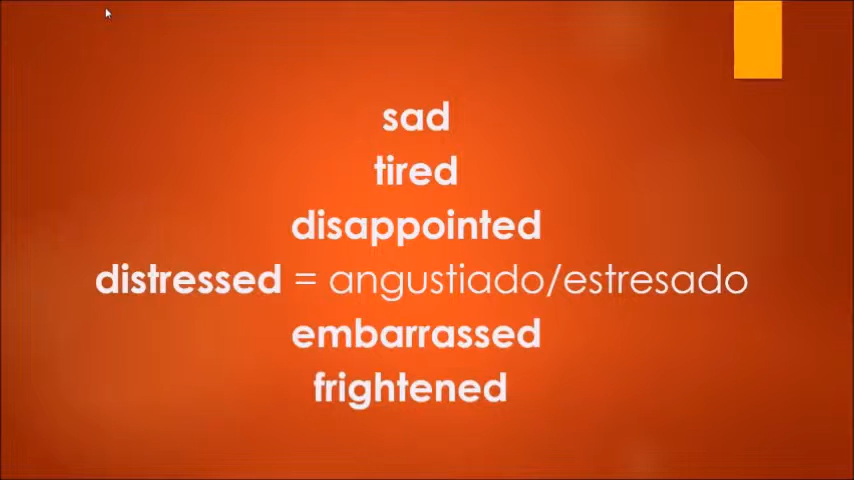 sad
tired
disappointed
distressed = angustiado/estresado
embarrassed
frightened